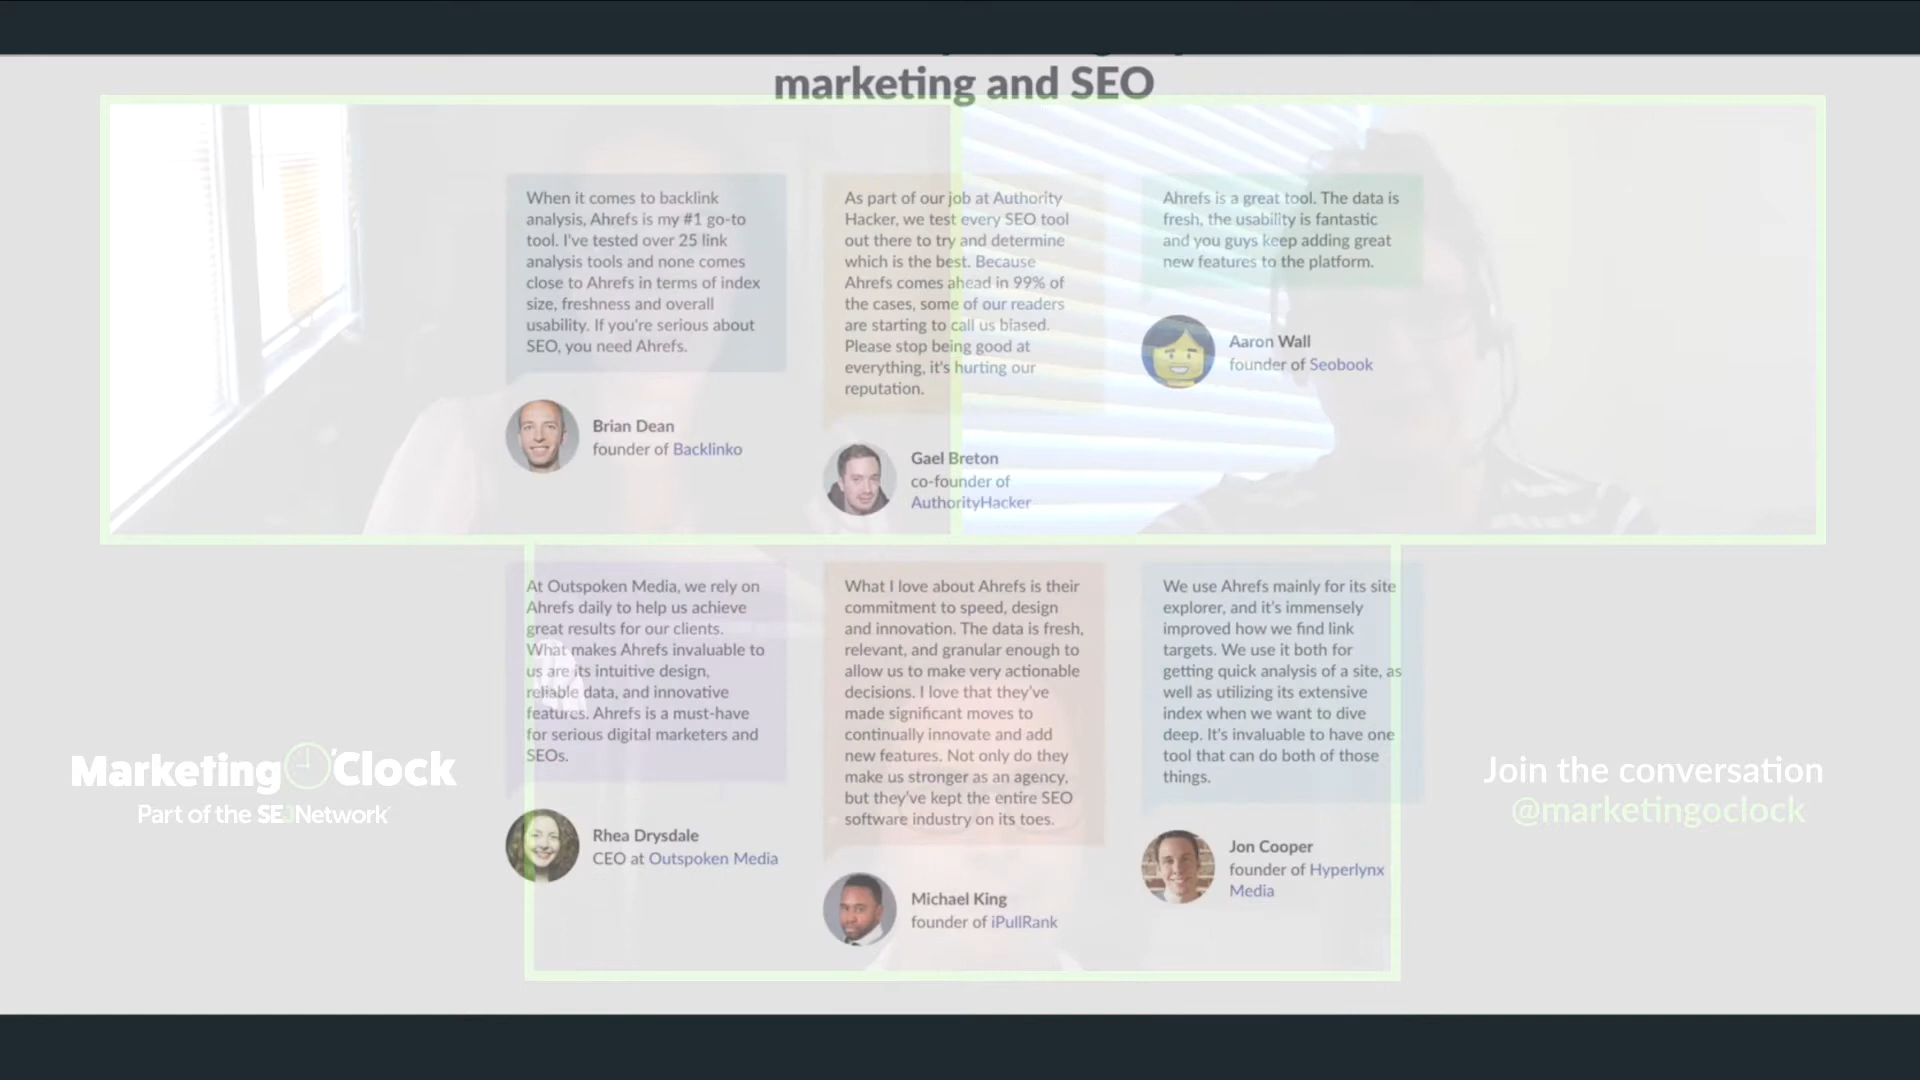 marketing and SEO
When it comes to backlink
analysis, Ahrefs is my #1 go-to
tool. I've tested over 25 link
analysis tools and none comes
close to Ahrefs in terms of index
size, freshness and overall
usability. If you're serious about
SEO, you need Ahrefs.
Brian Dean
founder of Backlinko
As part of our job at Authority
Hacker, we test every SEO tool
out there to try and determine
which is the best. Because
Ahrefs comes ahead in 99% of
the cases, some of our readers
are starting to call us biased.
Please stop being good at
everything, it's hurting our
reputation.
Gael Breton
co-founder of
AuthorityHacker
Ahrefs is a great tool. The data is
fresh, the usability is fantastic
and you guys keep adding great
new features to the platform.
Aaron Wall
founder of Seobook
At Outspoken Media, we rely on
Ahrefs daily to help us achieve
great results for our clients.
What makes Ahrefs invaluable to
us are its intuitive design,
reliable data, and innovative
features. Ahrefs is a must-have
for serious digital marketers and
SEOs.
Rhea Drysdale
CEO at Outspoken Media
What I love about Ahrefs is their
commitment to speed, design
and innovation. The data is fresh,
relevant, and granular enough to
allow us to make very actionable
decisions. I love that they've
made significant moves to
continually innovate and add
new features. Not only do they
make us stronger as an agency,
but they've kept the entire SEO
software industry on its toes.
Michael King
founder of iPullRank
We use Ahrefs mainly for its site
explorer, and it's immensely
improved how we find link
targets. We use it both for
getting quick analysis of a site, as
well as utilizing its extensive
index when we want to dive
deep. It's invaluable to have one
tool that can do both of those
things.
Jon Cooper
founder of Hyperlynx
Media
Marketing O'Clock
Part of the SEJ Network
Join the conversation
@marketingoclock